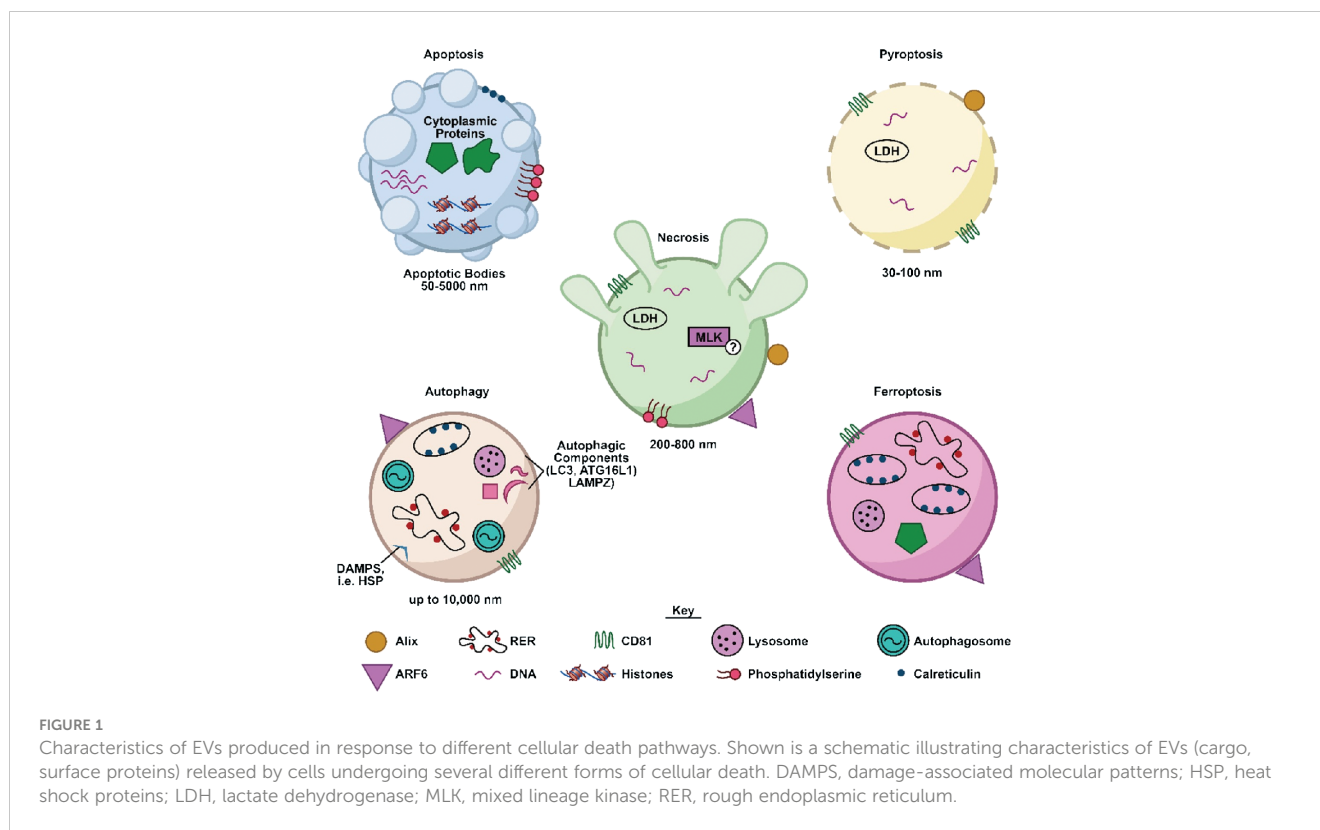 Apoptosis
Cytoplasmic
Proteins
Apoptotic Bodies
50-5000 nm
Pyroptosis
LDH
30-100 nm
Necrosis
LDH
MLK
?
200-800 nm
Autophagy
Autophagic
Components
(LC3, ATG16L1)
LAMPZ)
DAMPS,
i.e. HSP
up to 10,000 nm
Ferroptosis
Key
Alix
RER
CD81
Lysosome
Autophagosome
ARF6
DNA
Histones
Phosphatidylserine
Calreticulin
FIGURE 1
Characteristics of EVs produced in response to different cellular death pathways. Shown is a schematic illustrating characteristics of EVs (cargo,
surface proteins) released by cells undergoing several different forms of cellular death. DAMPS, damage-associated molecular patterns; HSP, heat
shock proteins; LDH, lactate dehydrogenase; MLK, mixed lineage kinase; RER, rough endoplasmic reticulum.